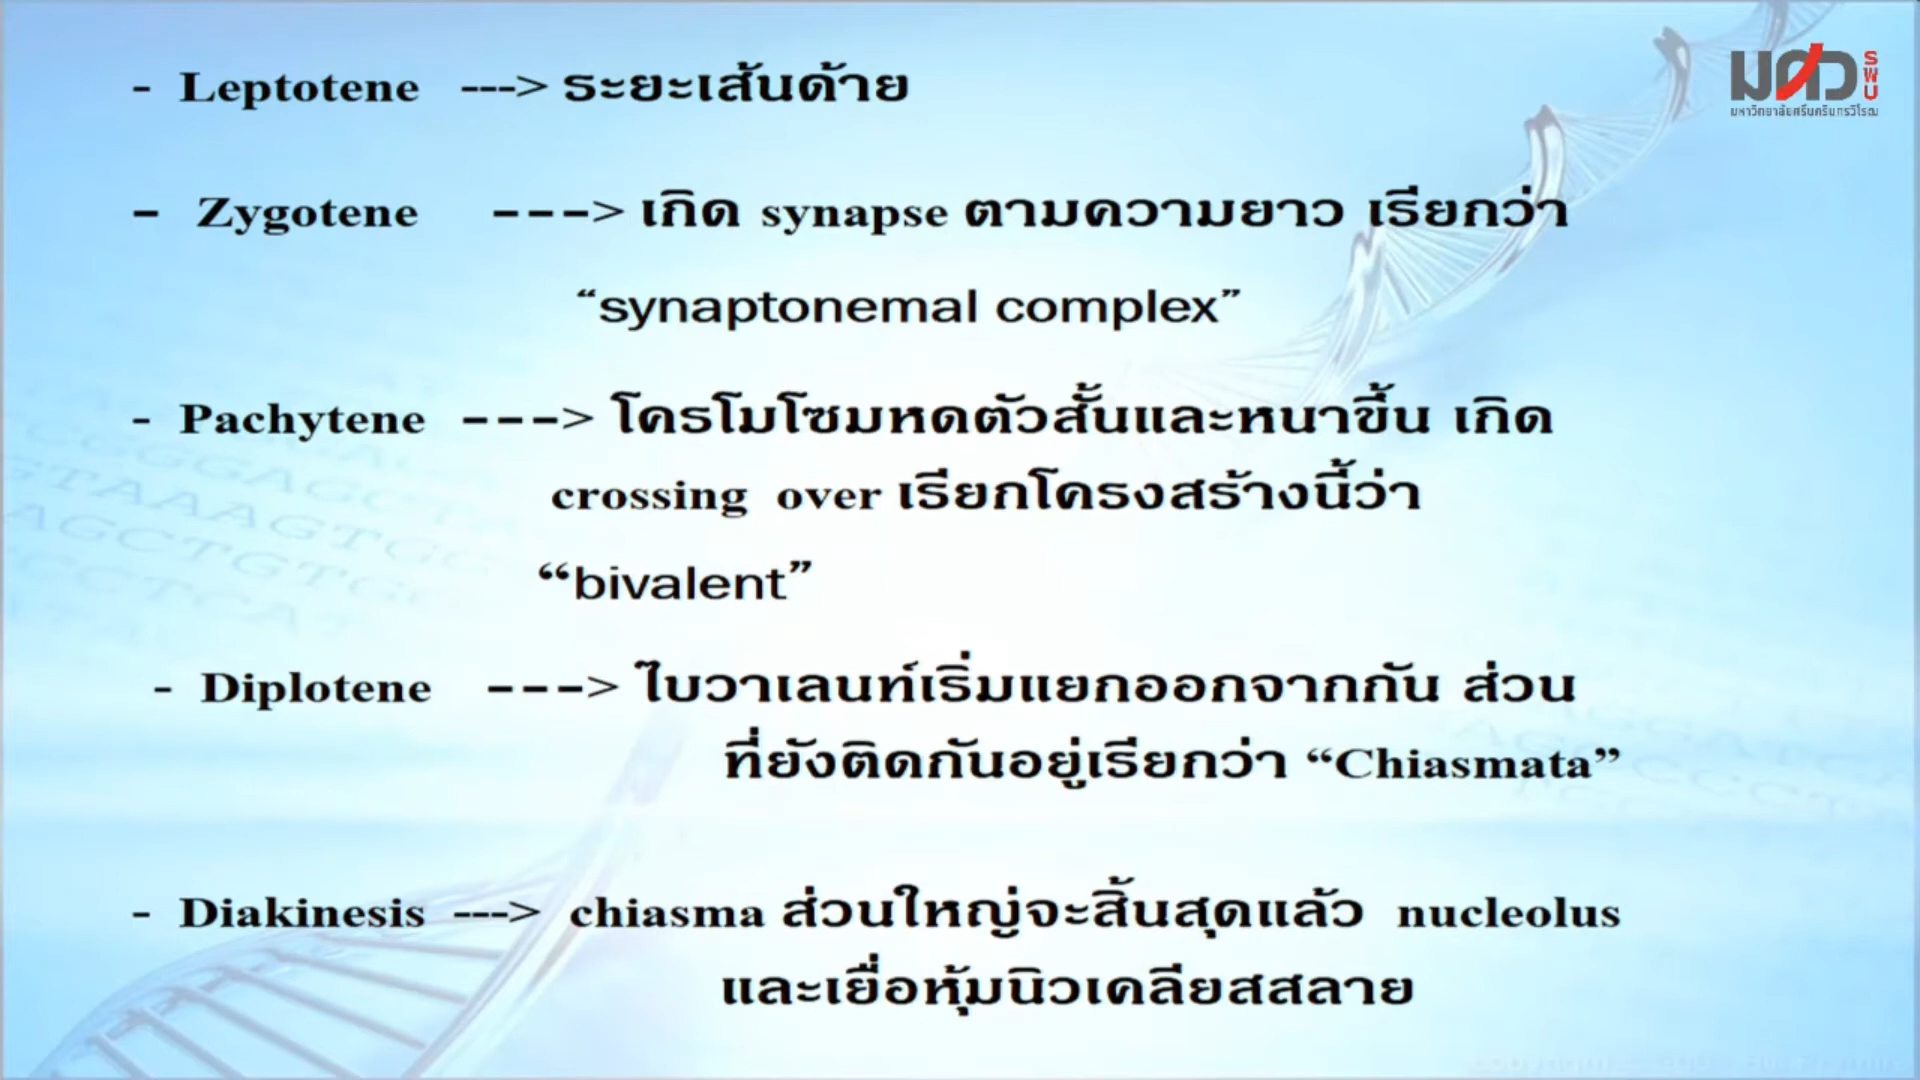 - Leptotene ---> ระยะเส้นด้าย
- Zygotene ---> เกิด synapse ตามความยาว เรียกว่า
“synaptonemal complex”
- Pachytene ---> โครโมโซมหดตัวสั้นและหนาขึ้น เกิด
crossing over เรียกโครงสร้างนี้ว่า
“bivalent”
- Diplotene ---> ไบวาเลนท์เริ่มแยกออกจากกัน ส่วน
ที่ยังติดกันอยู่เรียกว่า “Chiasmata”
- Diakinesis ---> chiasma ส่วนใหญ่จะสิ้นสุดแล้ว nucleolus
และเยื่อหุ้มนิวเคลียสสลาย
มศว
รพบ
มหาวิทยาลัยศรีนครินทรวิโรฒ